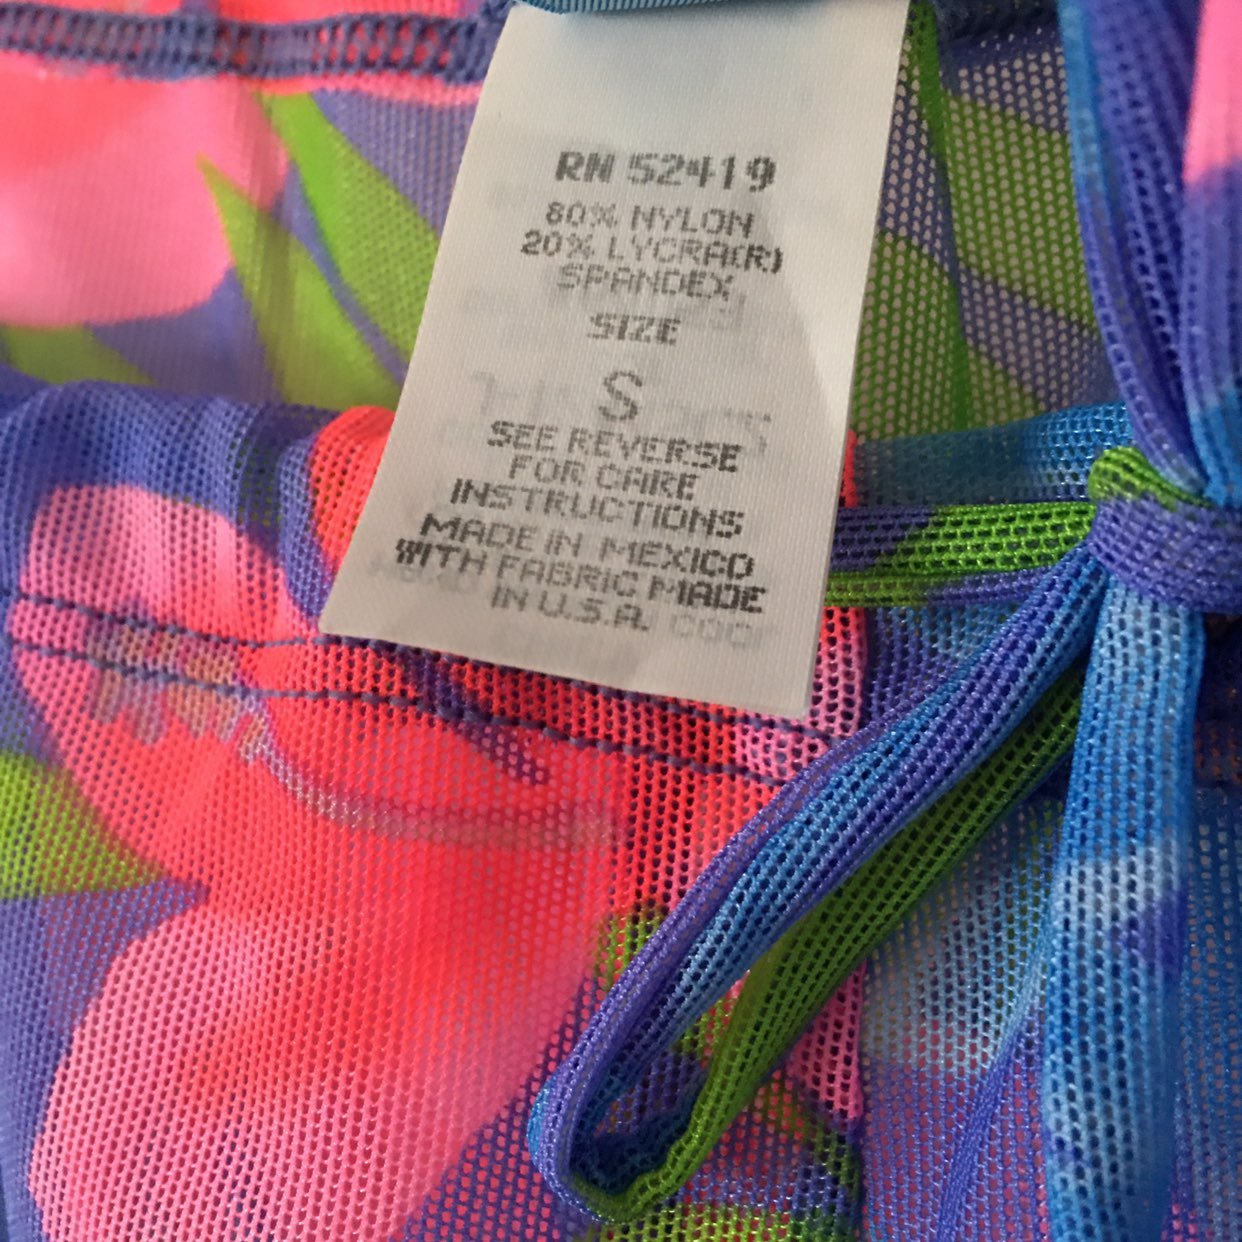 RN 52419
80% NYLON
20% LYCRA(R)
SPANDEX
SIZE
S
SEE REVERSE
FOR CARE
INSTRUCTIONS
MADE IN MEXICO
WITH FABRIC MADE
IN U.S.A.